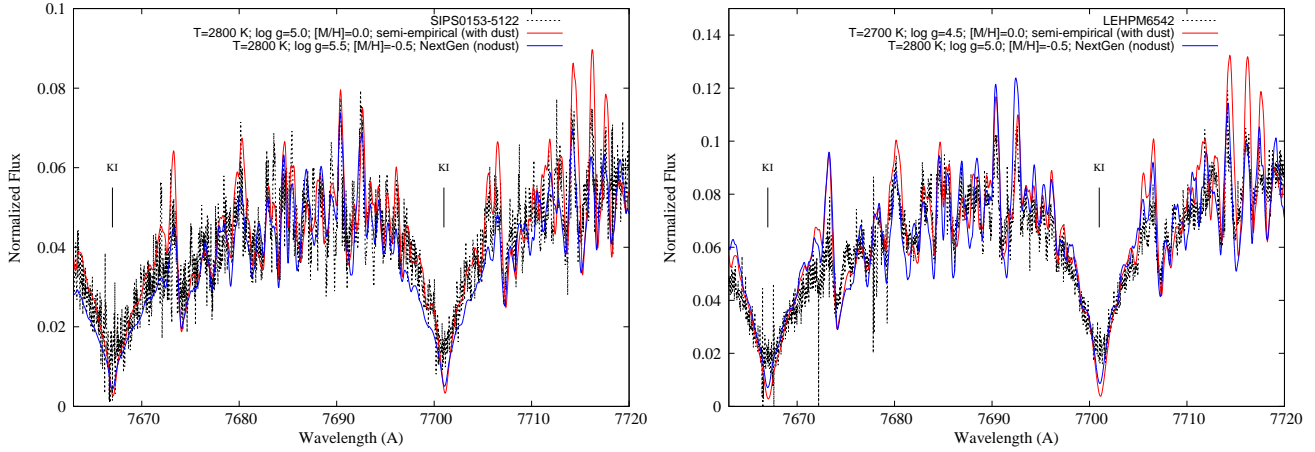 SIPS0153-5122
T=2800 K; log g=5.0; [M/H]=0.0; semi-empirical (with dust)
T=2800 K; log g=5.5; [M/H]=-0.5; NextGen (nodust)
0.1
0.08
0.06
0.04
0.02
0
Normalized Flux
KI
KI
7670
7680
7690
7700
7710
7720
Wavelength (A)
LEHPM6542
T=2700 K; log g=4.5; [M/H]=0.0; semi-empirical (with dust)
T=2800 K; log g=5.0; [M/H]=-0.5; NextGen (nodust)
0.14
0.12
0.1
0.08
0.06
0.04
0.02
0
Normalized Flux
KI
KI
7670
7680
7690
7700
7710
7720
Wavelength (A)